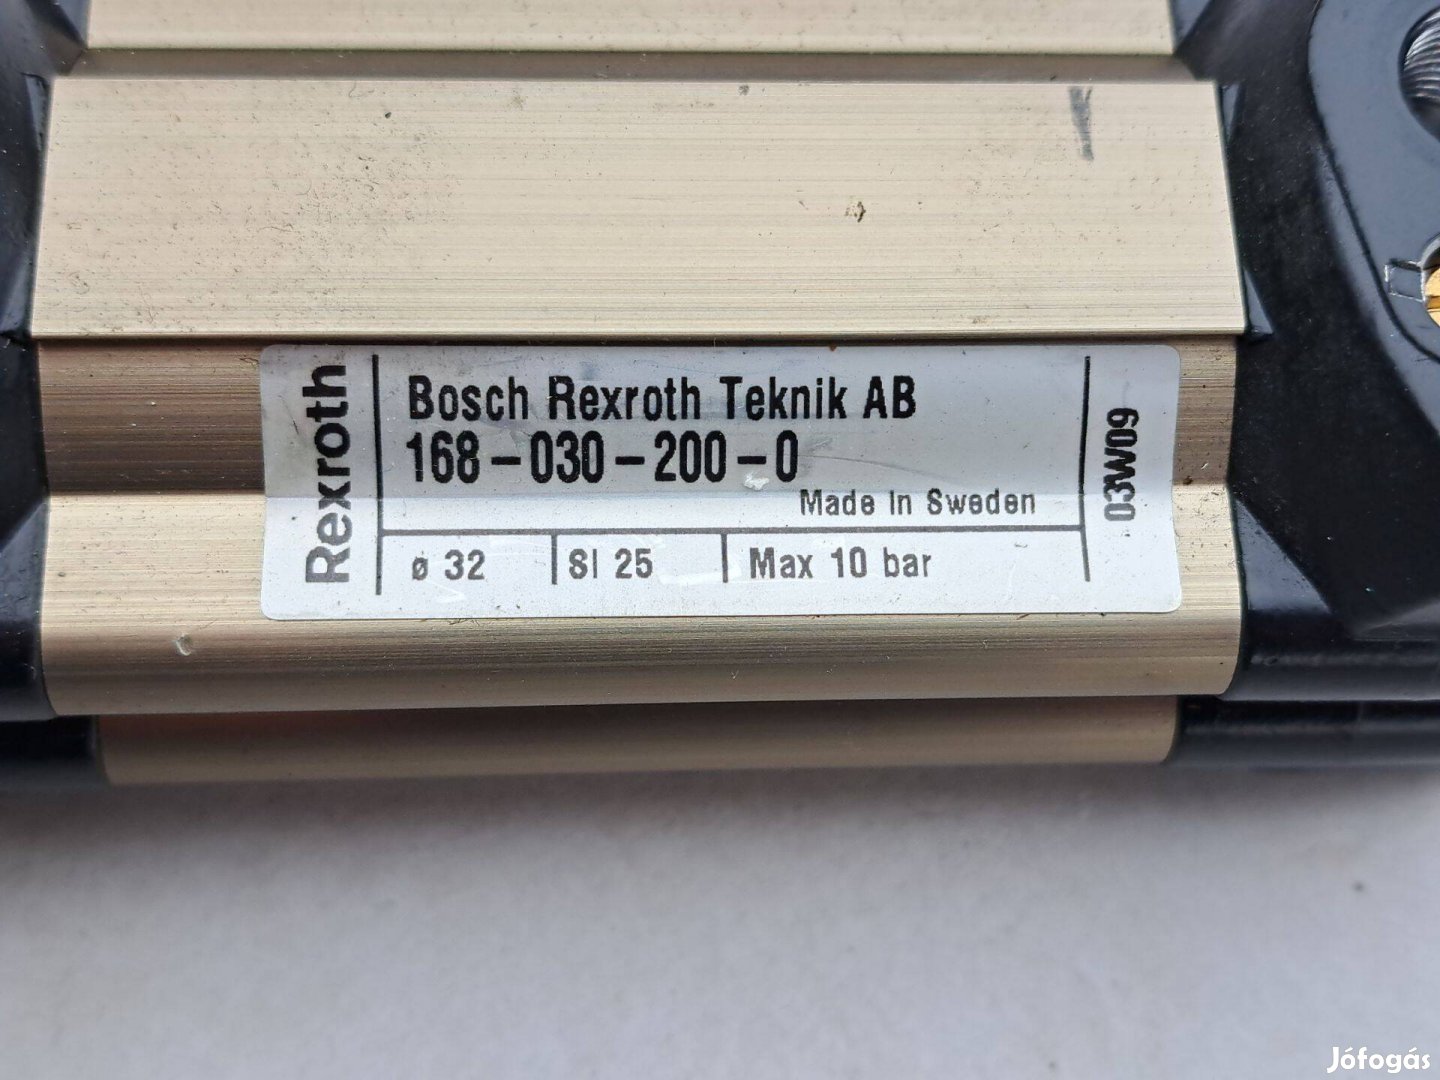 Rexroth
Bosch Rexroth Teknik AB
168-030-200-0
Made In Sweden
ø 32
Sl 25
Max 10 bar
03W09
Jófogás